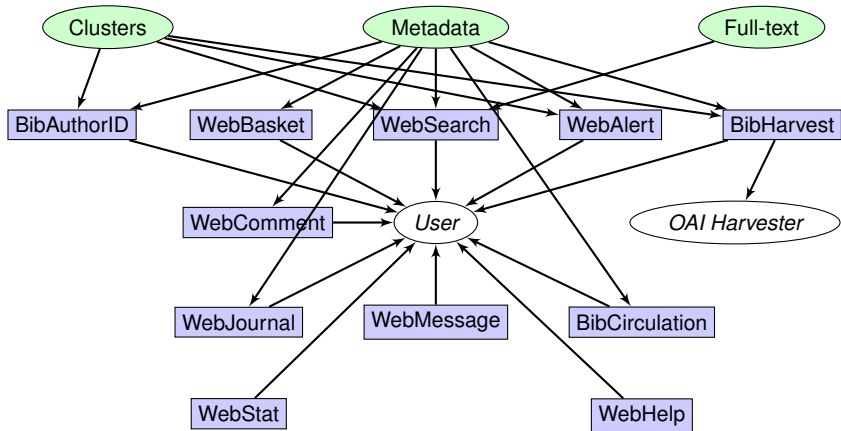 Clusters
Metadata
Full-text
BibAuthorID
WebBasket
WebSearch
WebAlert
BibHarvest
WebComment
User
OAI Harvester
WebJournal
WebMessage
BibCirculation
WebStat
WebHelp